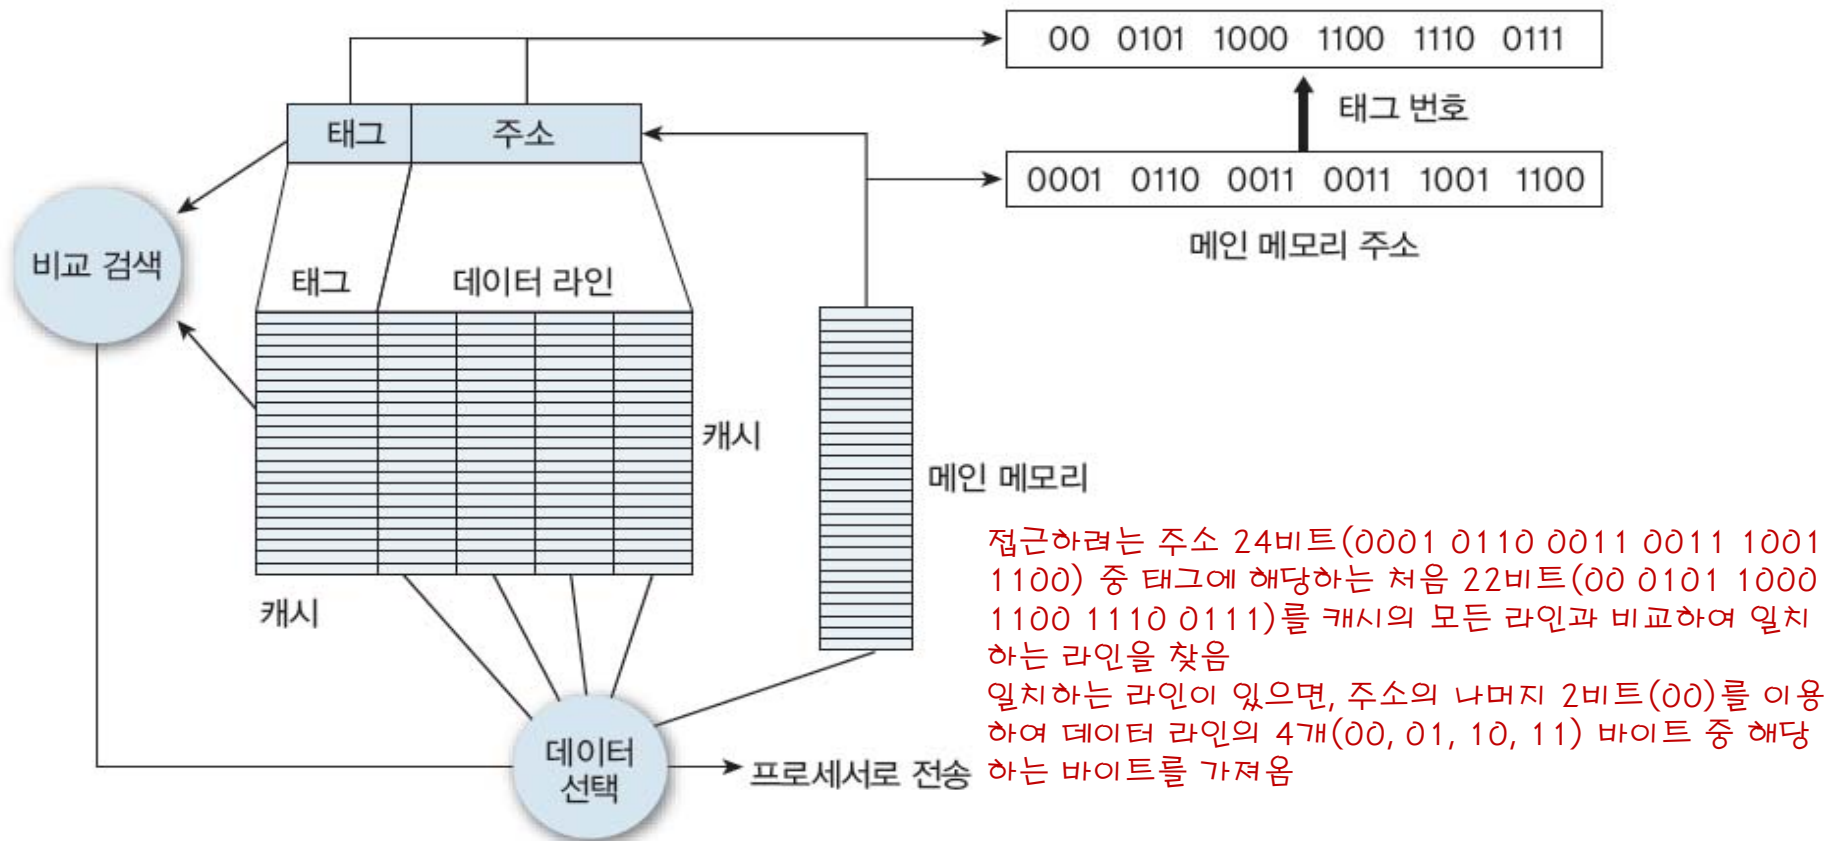 00 0101 1000 1100 1110 0111
태그 번호
태그 주소
0001 0110 0011 0011 1001 1100
메인 메모리 주소
비교 검색
태그 데이터 라인
캐시
메인 메모리
캐시
데이터
선택
프로세서로 전송
접근하려는 주소 24비트(0001 0110 0011 0011 1001
1100) 중 태그에 해당하는 처음 22비트(00 0101 1000
1100 1110 0111)를 캐시의 모든 라인과 비교하여 일치
하는 라인을 찾음
일치하는 라인이 있으면, 주소의 나머지 2비트(00)를 이용
하여 데이터 라인의 4개(00, 01, 10, 11) 바이트 중 해당
하는 바이트를 가져옴